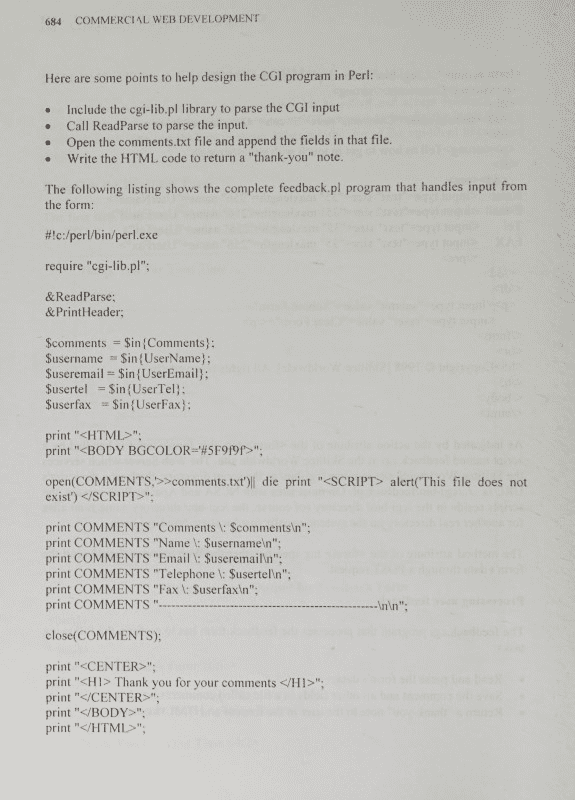 684 COMMERCIAL WEB DEVELOPMENT
Here are some points to help design the CGI program in Perl:
• Include the cgi-lib.pl library to parse the CGI input
• Call ReadParse to parse the input.
• Open the comments.txt file and append the fields in that file.
• Write the HTML code to return a "thank-you" note.
The following listing shows the complete feedback.pl program that handles input from
the form:
#!c:/perl/bin/perl.exe
require "cgi-lib.pl";
&ReadParse;
&PrintHeader;
$comments = $in{Comments};
$username = $in{UserName};
$useremail = $in{UserEmail};
$usertel = $in{UserTel};
$userfax = $in{UserFax};
print "<HTML>";
print "<BODY BGCOLOR='#5F9f9f'>";
open(COMMENTS,'>>comments.txt')|| die print "<SCRIPT> alert('This file does not
exist') </SCRIPT>";
print COMMENTS "Comments \: $comments\n";
print COMMENTS "Name \: $username\n";
print COMMENTS "Email \: $useremail\n";
print COMMENTS "Telephone \: $usertel\n";
print COMMENTS "Fax \: $userfax\n";
print COMMENTS "-----------------------------------------------------\n\n";
close(COMMENTS);
print "<CENTER>";
print "<H1> Thank you for your comments </H1>";
print "</CENTER>";
print "</BODY>";
print "</HTML>";